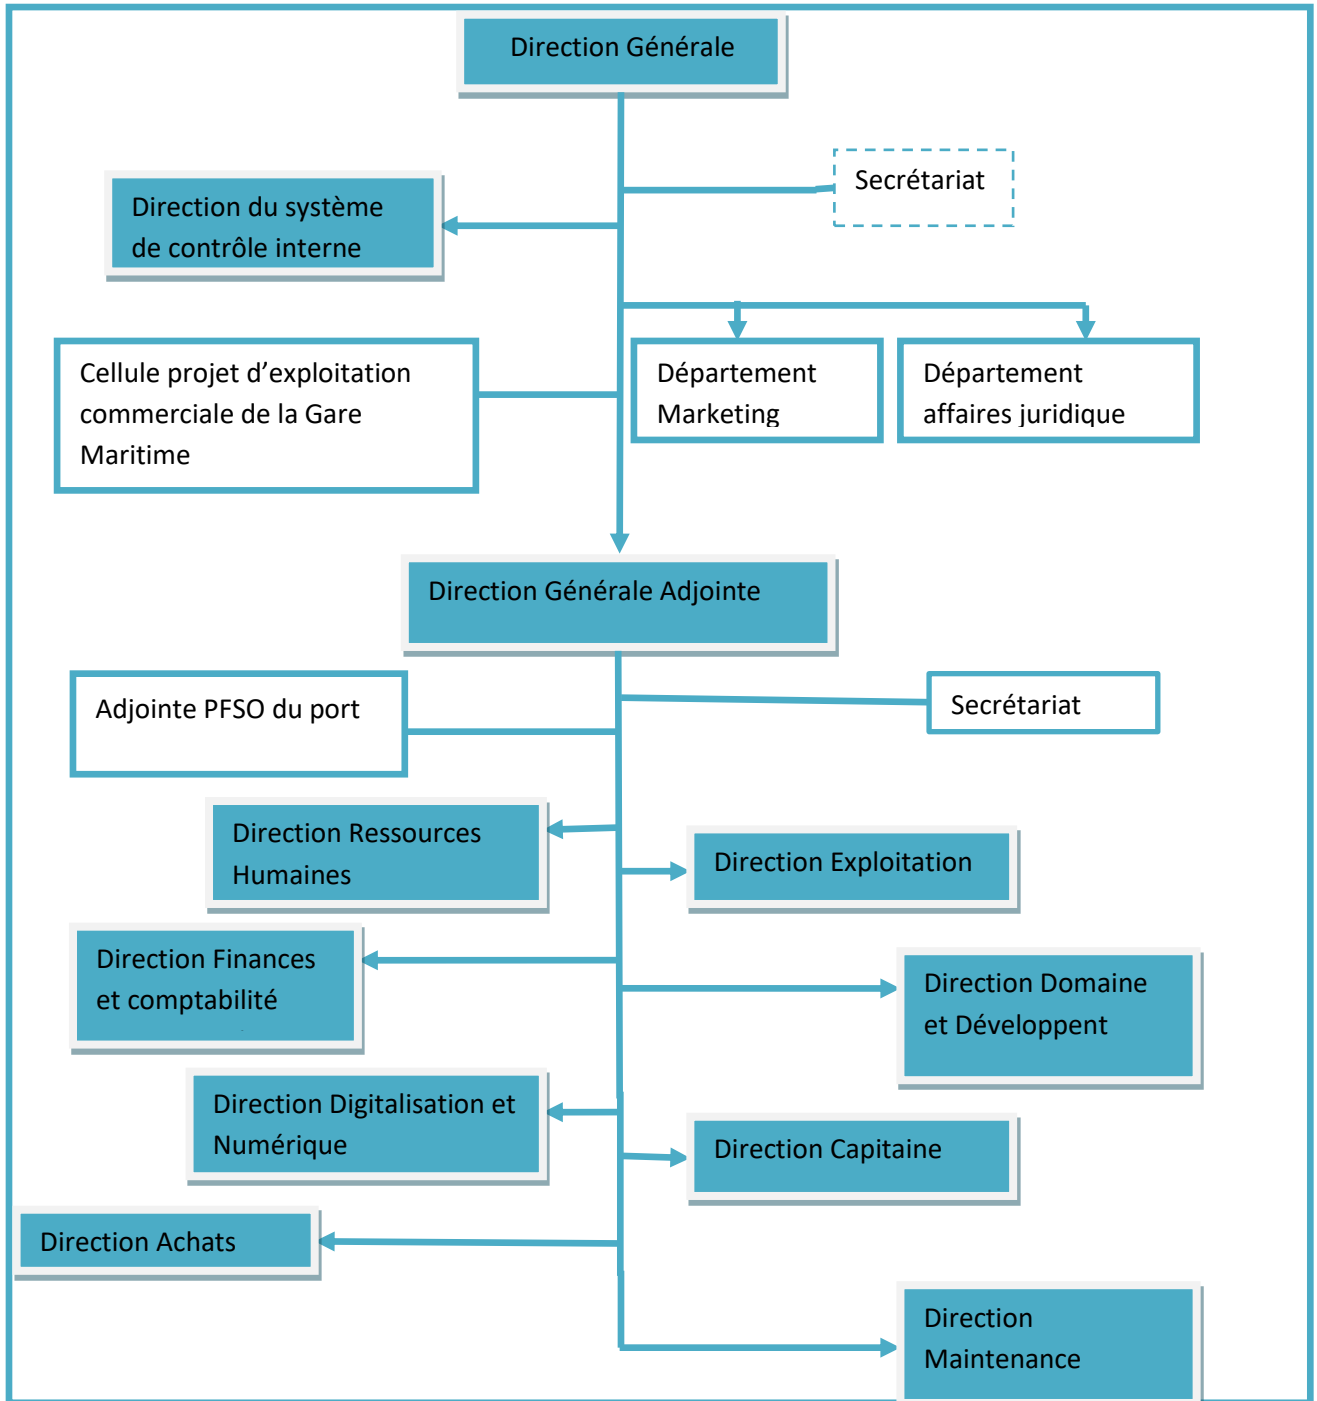 Direction Générale
Secrétariat
Direction du système
de contrôle interne
Cellule projet d'exploitation
commerciale de la Gare
Maritime
Département
Marketing
Département
affaires juridique
Direction Générale Adjointe
Adjointe PFSO du port
Secrétariat
Direction Ressources
Humaines
Direction Exploitation
Direction Finances
et comptabilité
Direction Domaine
et Développent
Direction Digitalisation et
Numérique
Direction Capitaine
Direction Achats
Direction
Maintenance